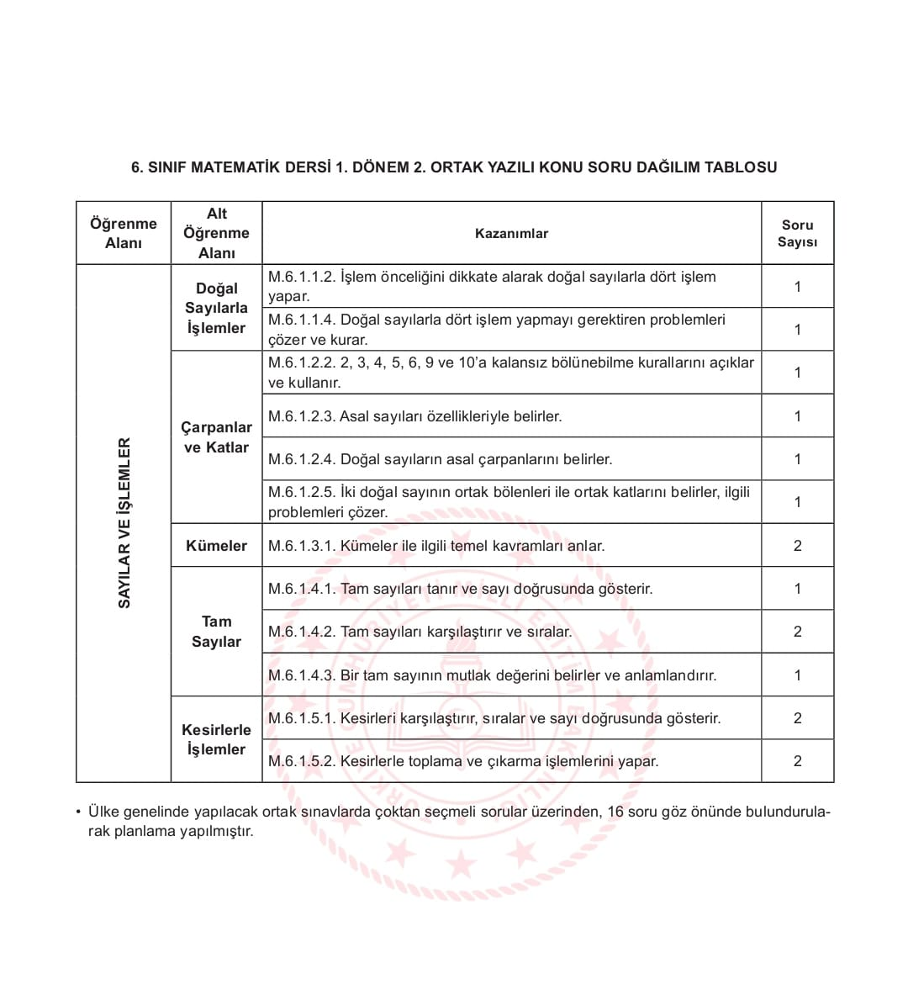 6. SINIF MATEMATİK DERSİ 1. DÖNEM 2. ORTAK YAZILI KONU SORU DAĞILIM TABLOSU
Öğrenme
Alanı
Alt
Öğrenme
Alanı
Kazanımlar
Soru
Sayısı
SAYILAR VE İŞLEMLER
Doğal
Sayılarla
İşlemler
M.6.1.1.2. İşlem önceliğini dikkate alarak doğal sayılarla dört işlem
yapar.
1
M.6.1.1.4. Doğal sayılarla dört işlem yapmayı gerektiren problemleri
çözer ve kurar.
1
Çarpanlar
ve Katlar
M.6.1.2.2. 2, 3, 4, 5, 6, 9 ve 10’a kalansız bölünebilme kurallarını açıklar
ve kullanır.
1
M.6.1.2.3. Asal sayıları özellikleriyle belirler.
1
M.6.1.2.4. Doğal sayıların asal çarpanlarını belirler.
1
M.6.1.2.5. İki doğal sayının ortak bölenleri ile ortak katlarını belirler, ilgili
problemleri çözer.
1
Kümeler
M.6.1.3.1. Kümeler ile ilgili temel kavramları anlar.
2
Tam
Sayılar
M.6.1.4.1. Tam sayıları tanır ve sayı doğrusunda gösterir.
1
M.6.1.4.2. Tam sayıları karşılaştırır ve sıralar.
2
M.6.1.4.3. Bir tam sayının mutlak değerini belirler ve anlamlandırır.
1
Kesirlerle
İşlemler
M.6.1.5.1. Kesirleri karşılaştırır, sıralar ve sayı doğrusunda gösterir.
2
M.6.1.5.2. Kesirlerle toplama ve çıkarma işlemlerini yapar.
2
• Ülke genelinde yapılacak ortak sınavlarda çoktan seçmeli sorular üzerinden, 16 soru göz önünde bulundurula-
rak planlama yapılmıştır.
TÜRKİYE CUMHURİYETİ MİLLİ EĞİTİM BAKANLIĞI